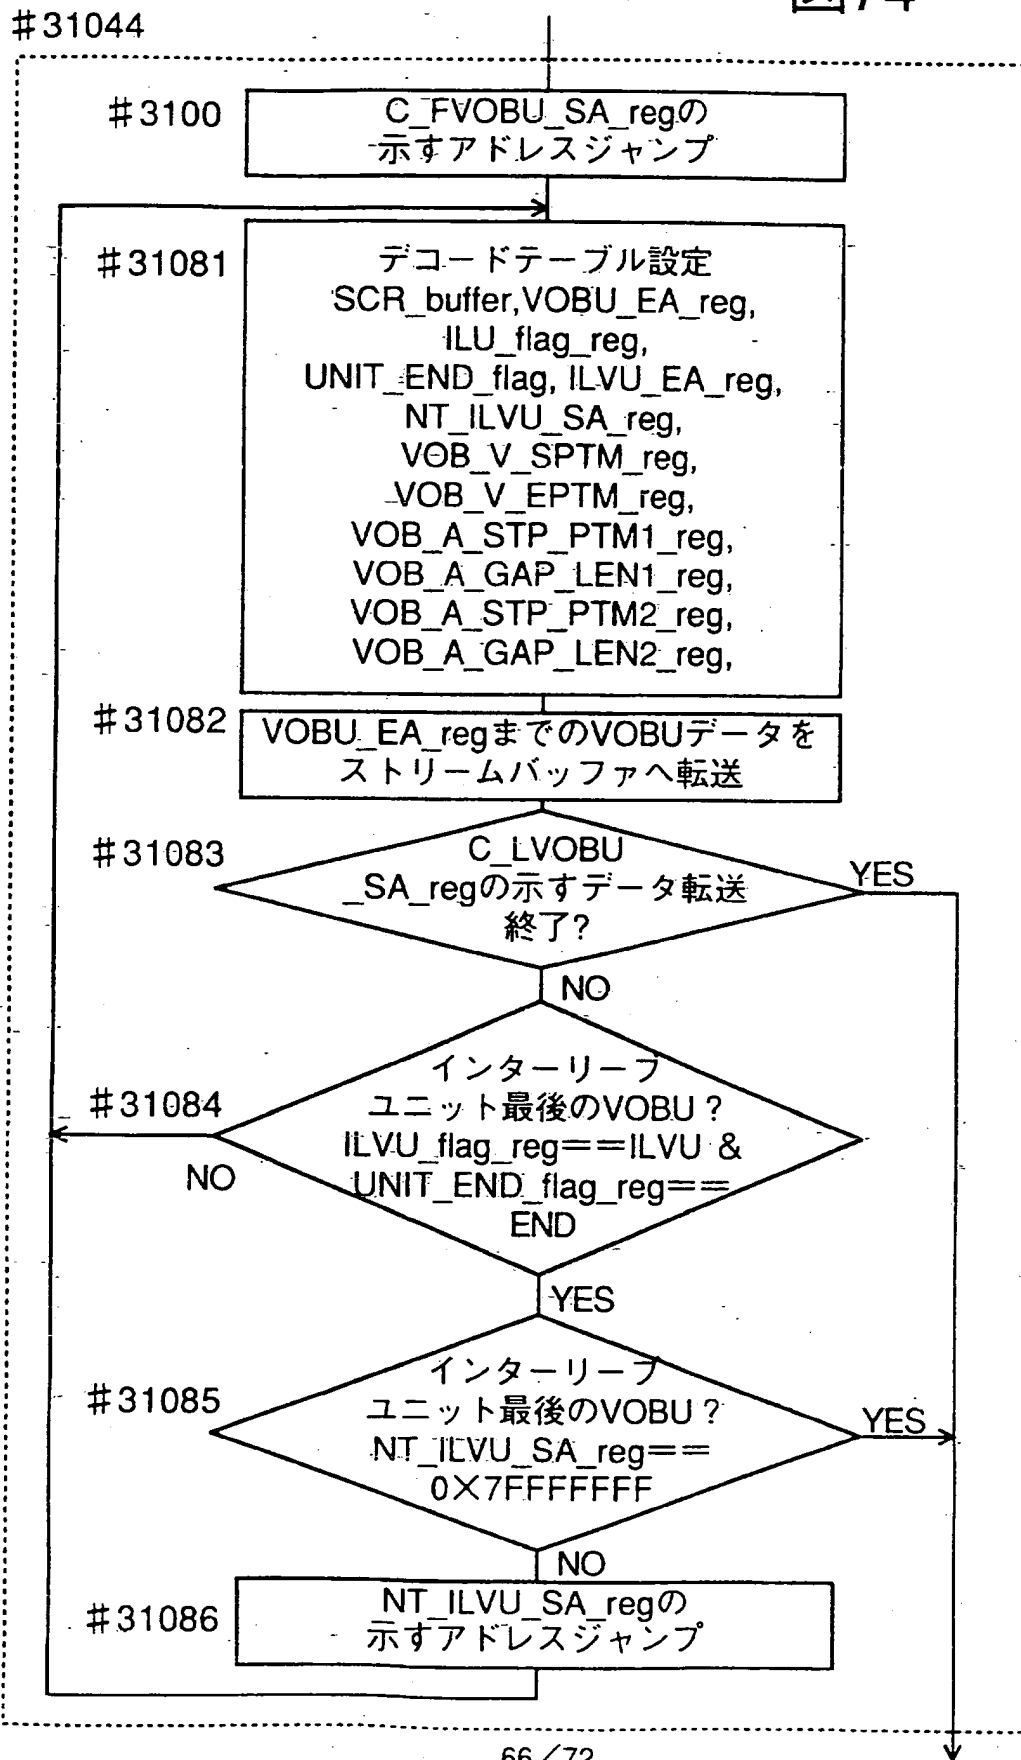 図74
#31044
#3100
C_FVOBU_SA_regの
示すアドレスジャンプ
#31081
デコードテーブル設定
SCR_buffer,VOBU_EA_reg,
ILU_flag_reg,
UNIT_END_flag, ILVU_EA_reg,
NT_ILVU_SA_reg,
VOB_V_SPTM_reg,
VOB_V_EPTM_reg,
VOB_A_STP_PTM1_reg,
VOB_A_GAP_LEN1_reg,
VOB_A_STP_PTM2_reg,
VOB_A_GAP_LEN2_reg,
#31082
VOBU_EA_regまでのVOBUデータを
ストリームバッファへ転送
#31083
C_LVOBU
_SA_regの示すデータ転送
終了?
YES
NO
#31084
インターリーブ
ユニット最後のVOBU?
ILVU_flag_reg==ILVU &
UNIT_END_flag_reg==
END
NO
YES
#31085
インターリーブ
ユニット最後のVOBU?
NT_ILVU_SA_reg==
0X7FFFFFFF
YES
NO
#31086
NT_ILVU_SA_regの
示すアドレスジャンプ
66/72